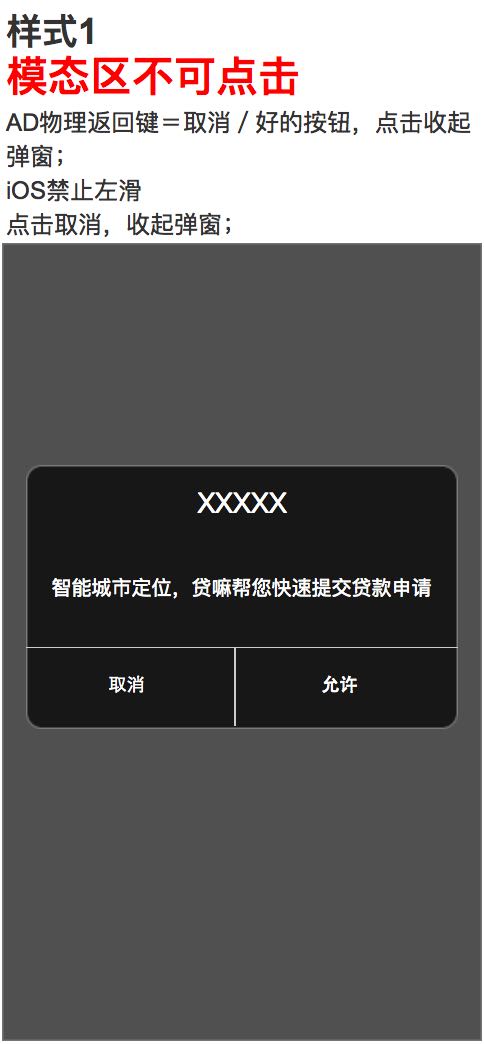 样式1
模态区不可点击
AD物理返回键＝取消／好的按钮，点击收起
弹窗；
iOS禁止左滑
点击取消，收起弹窗；
XXXXX
智能城市定位，贷嘛帮您快速提交贷款申请
取消
允许